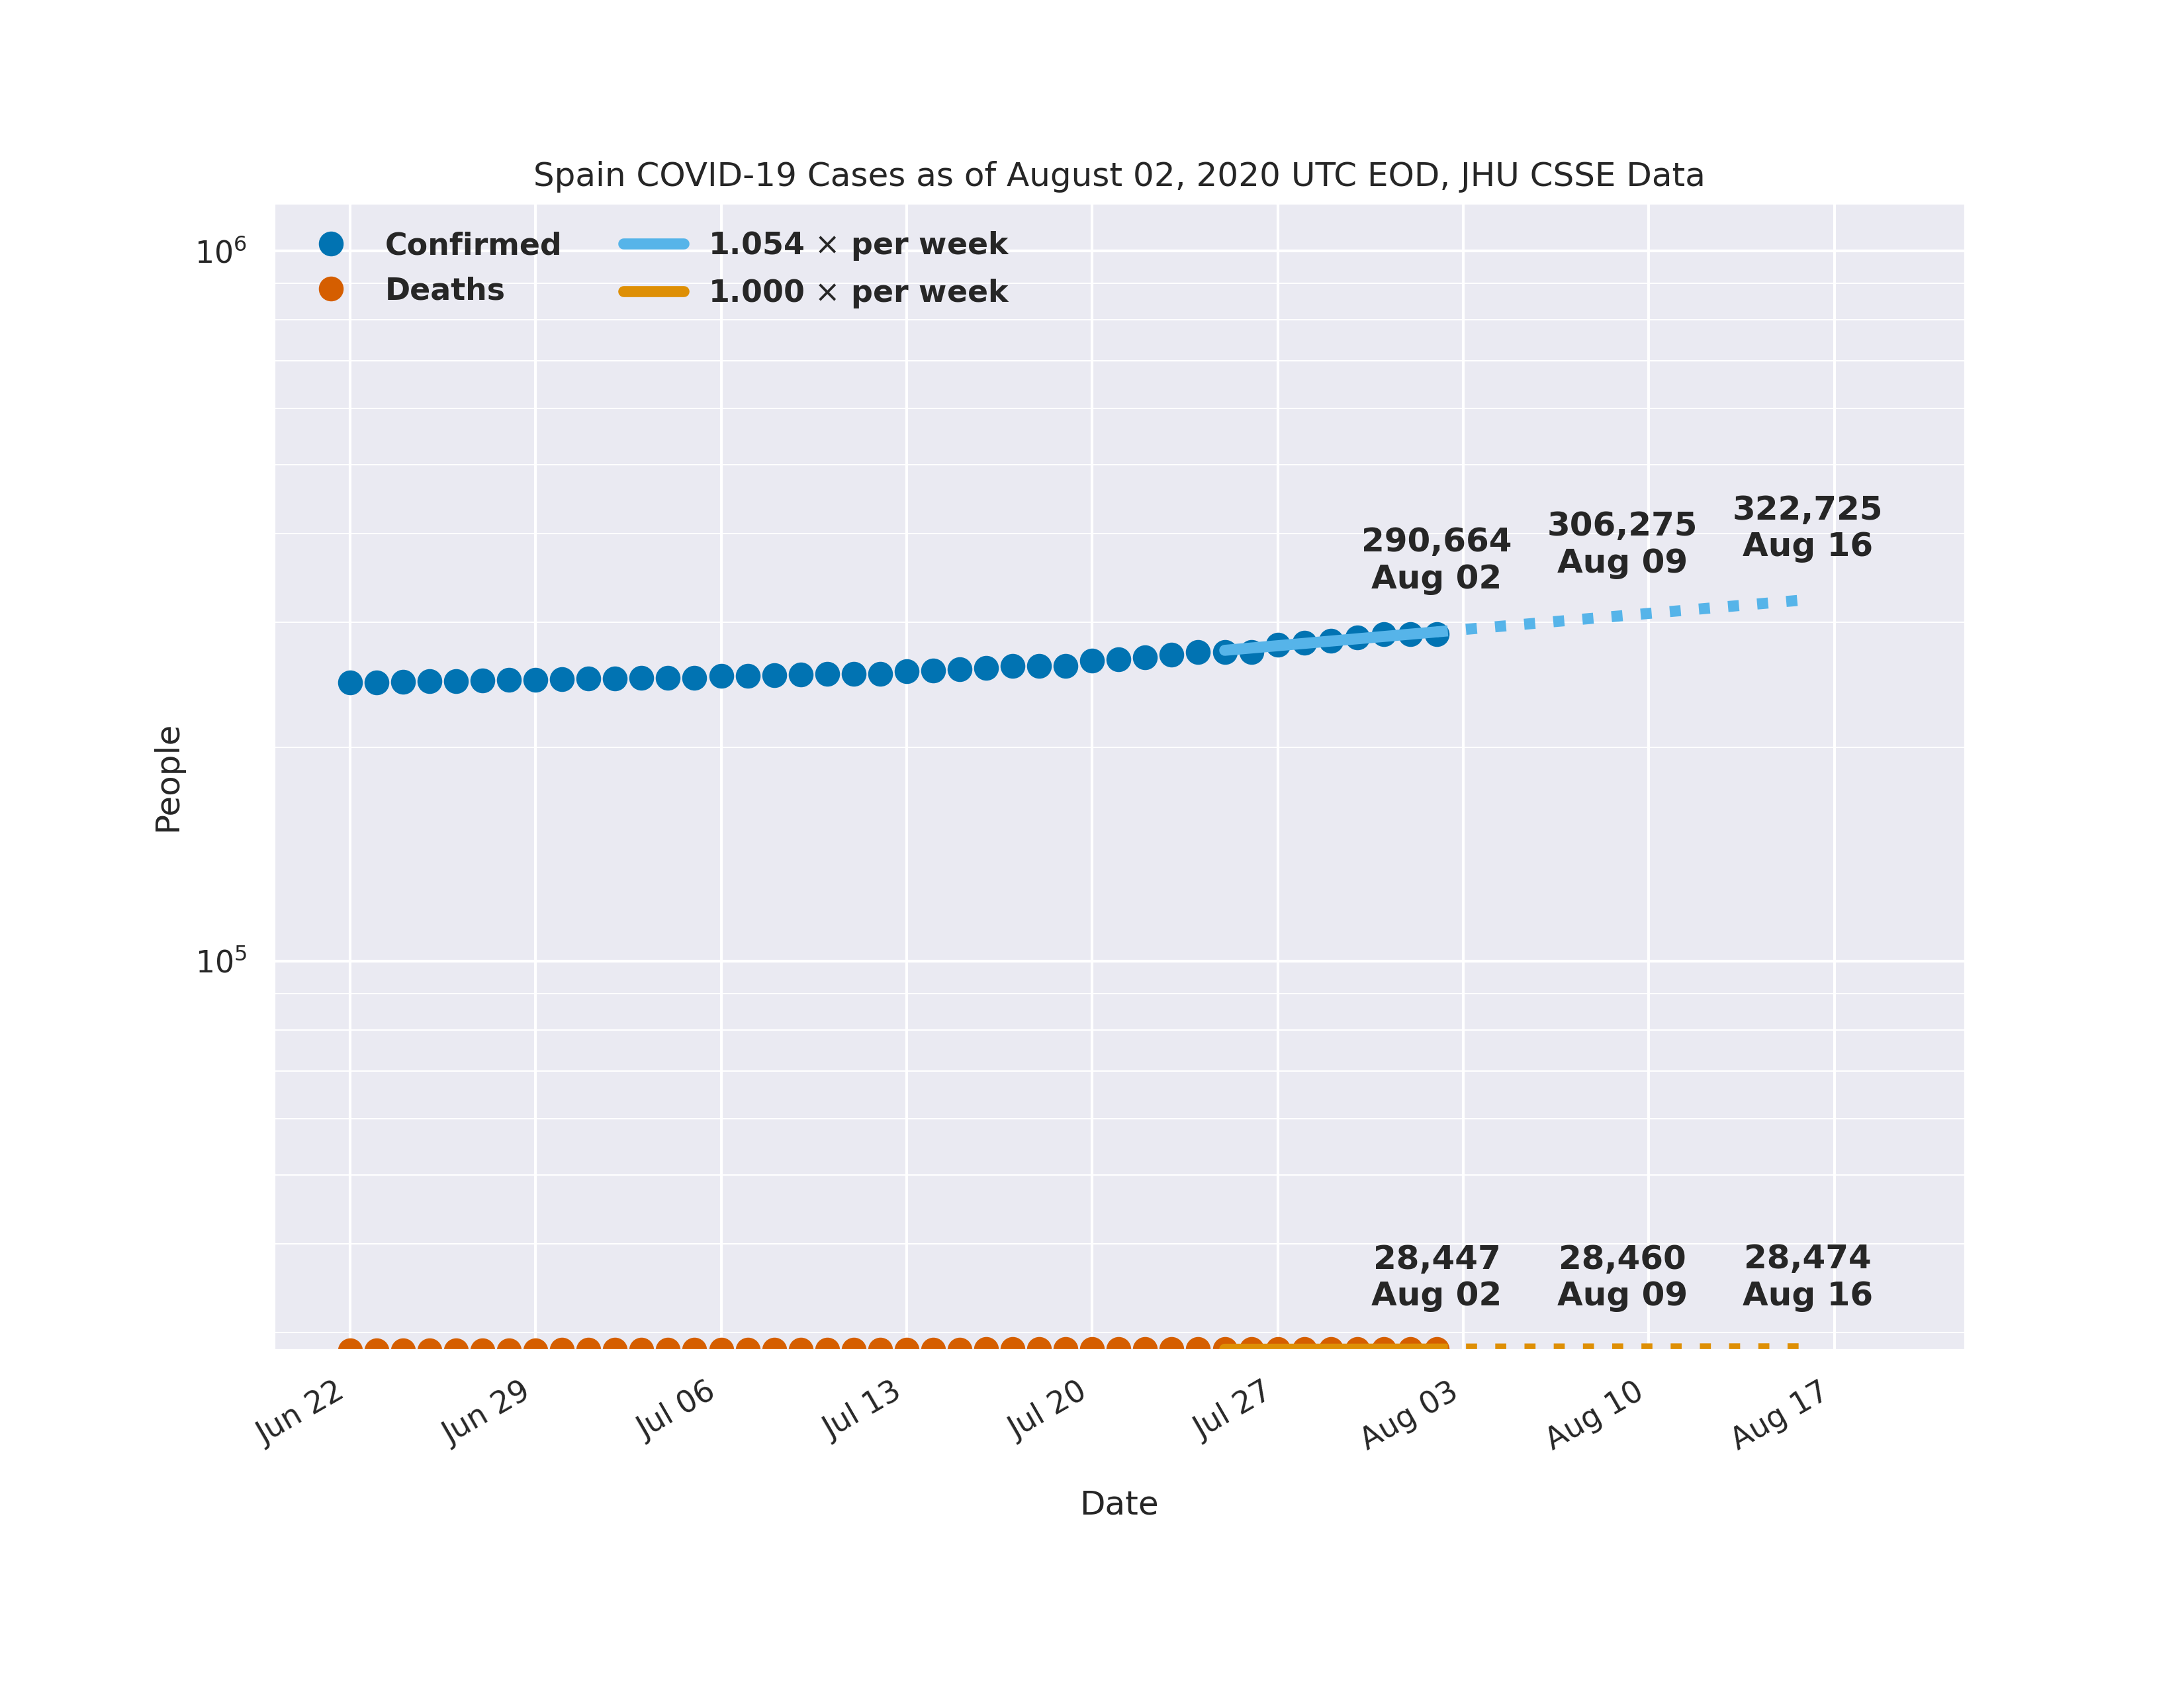 Spain COVID-19 Cases as of August 02, 2020 UTC EOD, JHU CSSE Data
Confirmed
Deaths
1.054 × per week
1.000 × per week
10⁶
10⁵
People
290,664
Aug 02
306,275
Aug 09
322,725
Aug 16
28,447
Aug 02
28,460
Aug 09
28,474
Aug 16
Jun 22
Jun 29
Jul 06
Jul 13
Jul 20
Jul 27
Aug 03
Aug 10
Aug 17
Date